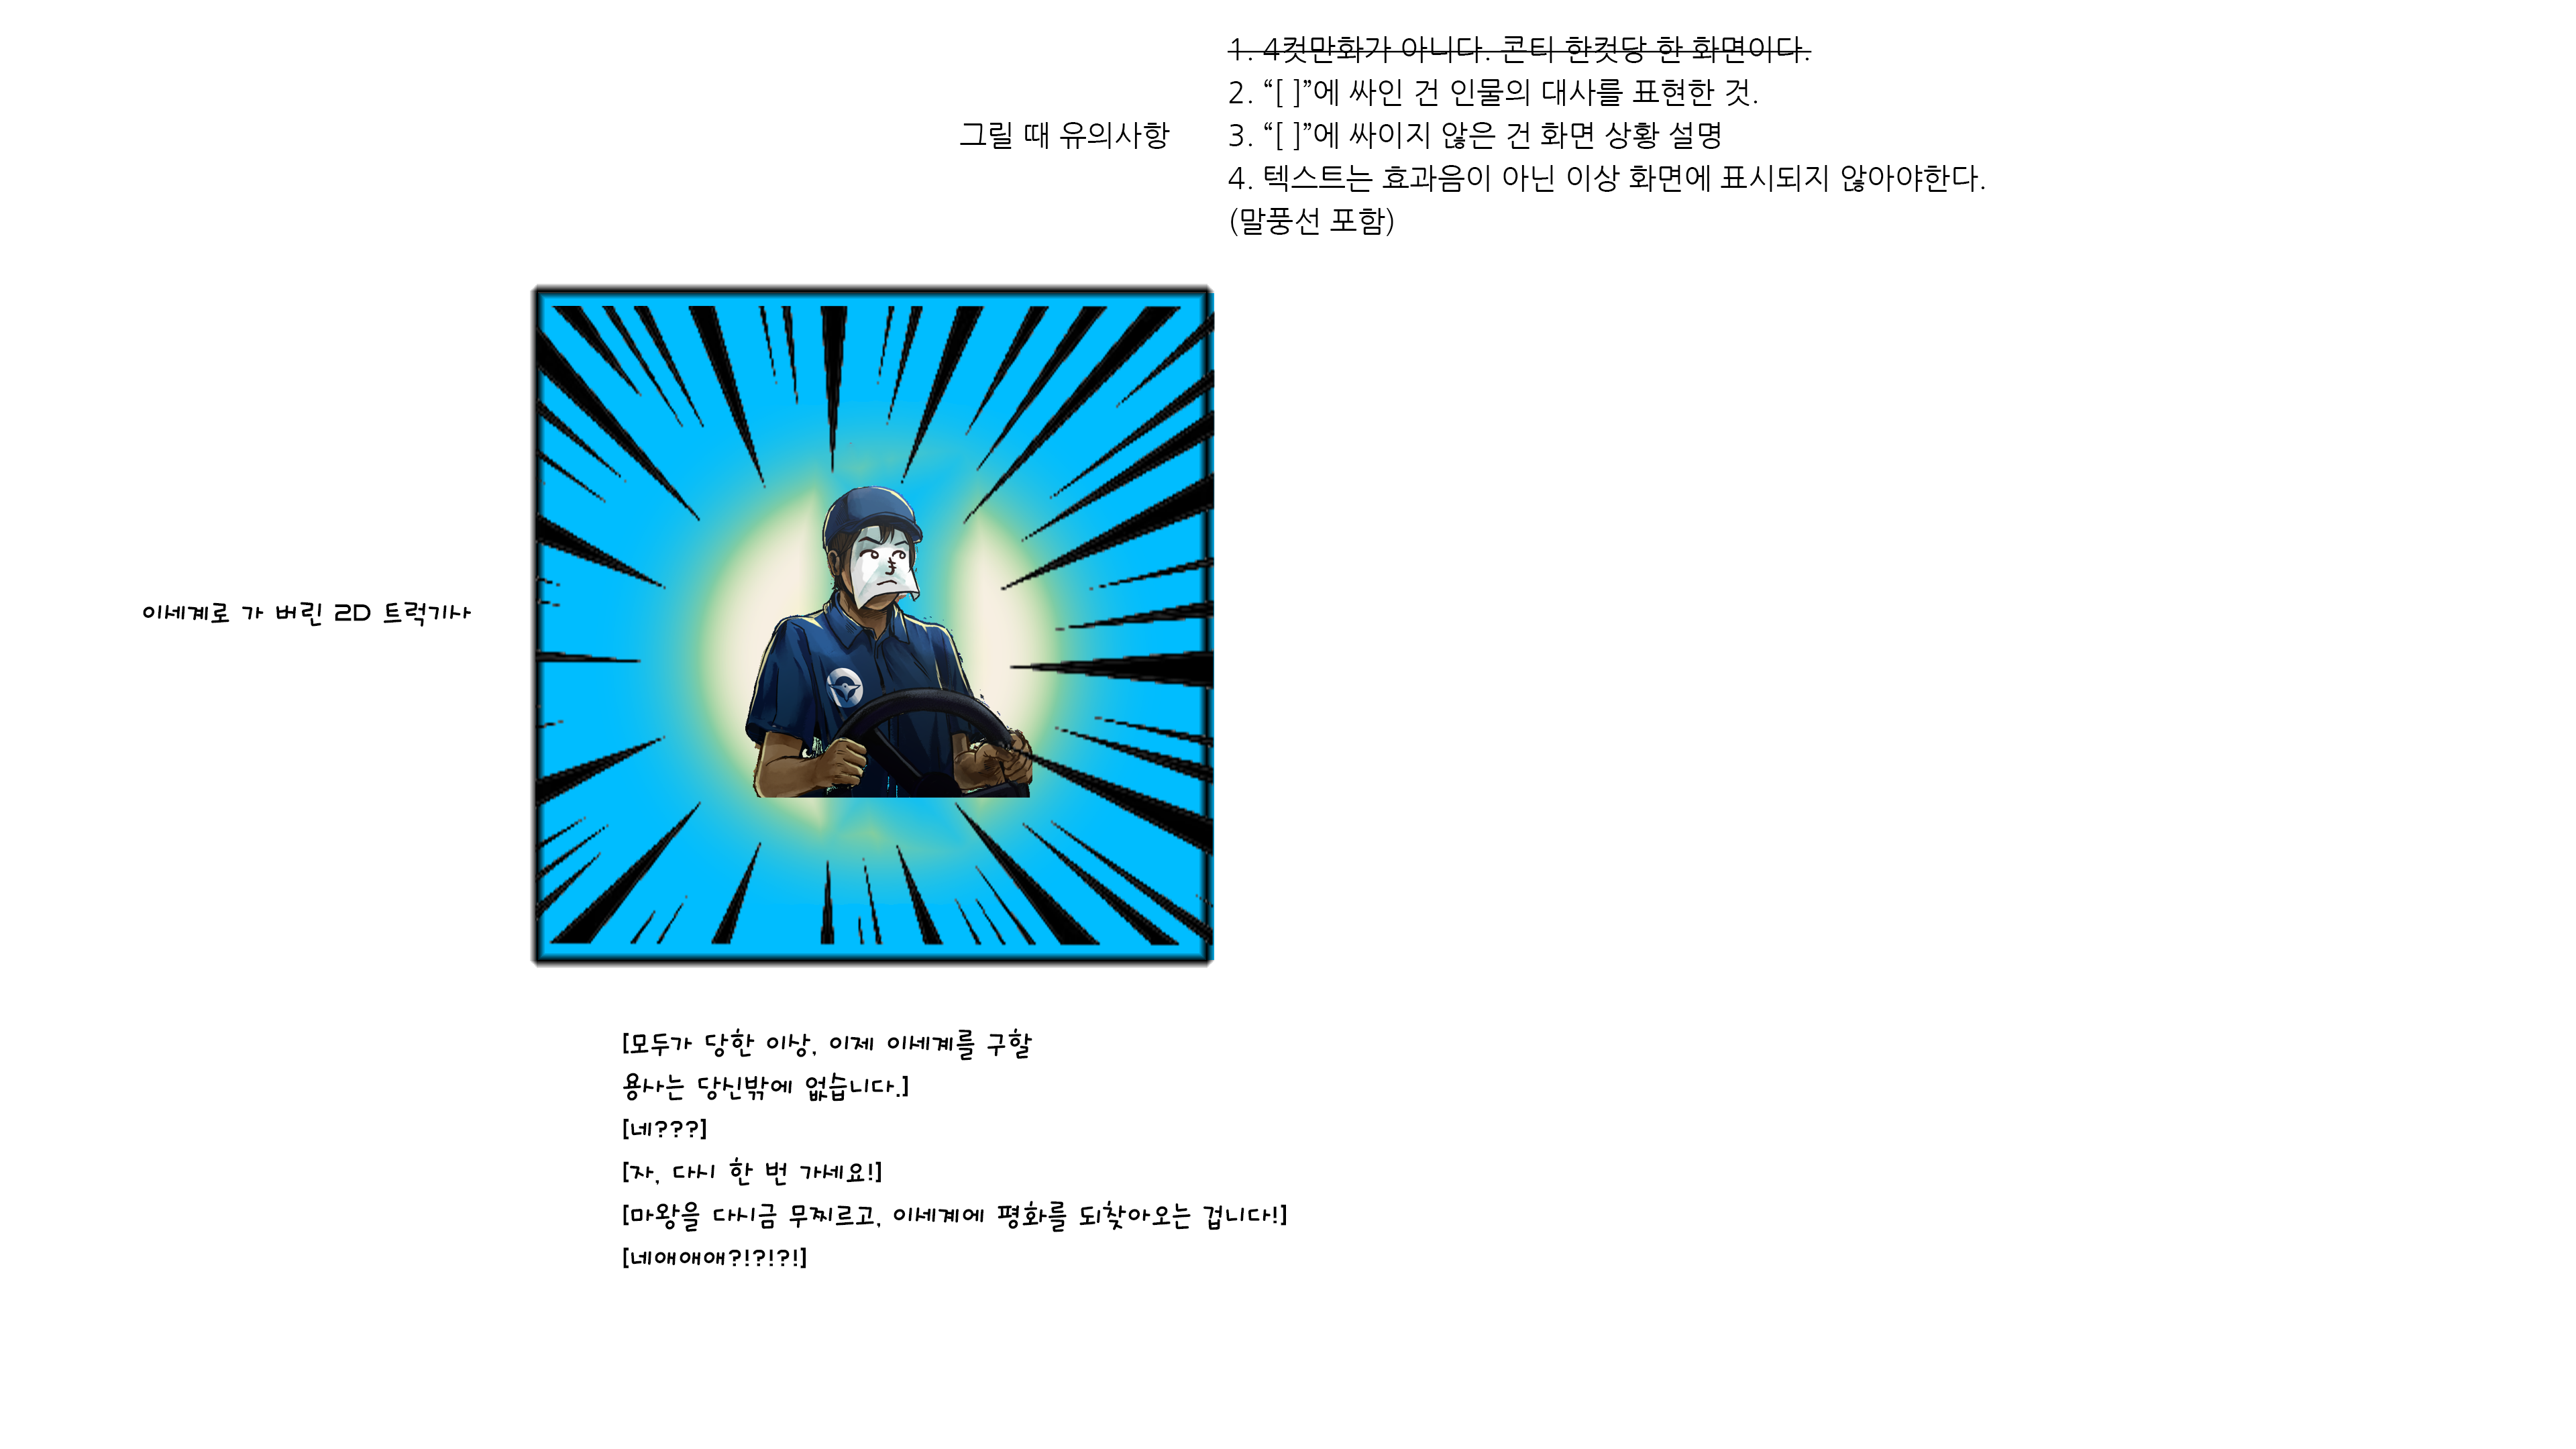 1. 4컷만화가 아니다. 콘티 한컷당 한 화면이다.
2. “[ ]”에 싸인 건 인물의 대사를 표현한 것.
그릴 때 유의사항
3. “[ ]”에 싸이지 않은 건 화면 상황 설명
4. 텍스트는 효과음이 아닌 이상 화면에 표시되지 않아야한다.
(말풍선 포함)
이세계로 가 버린 2D 트럭기사
[모두가 당한 이상, 이제 이세계를 구할
용사는 당신밖에 없습니다.]
[네???]
[자, 다시 한 번 가세요!]
[마왕을 다시금 무찌르고, 이세계에 평화를 되찾아오는 겁니다!]
[네애애애?!?!?!]